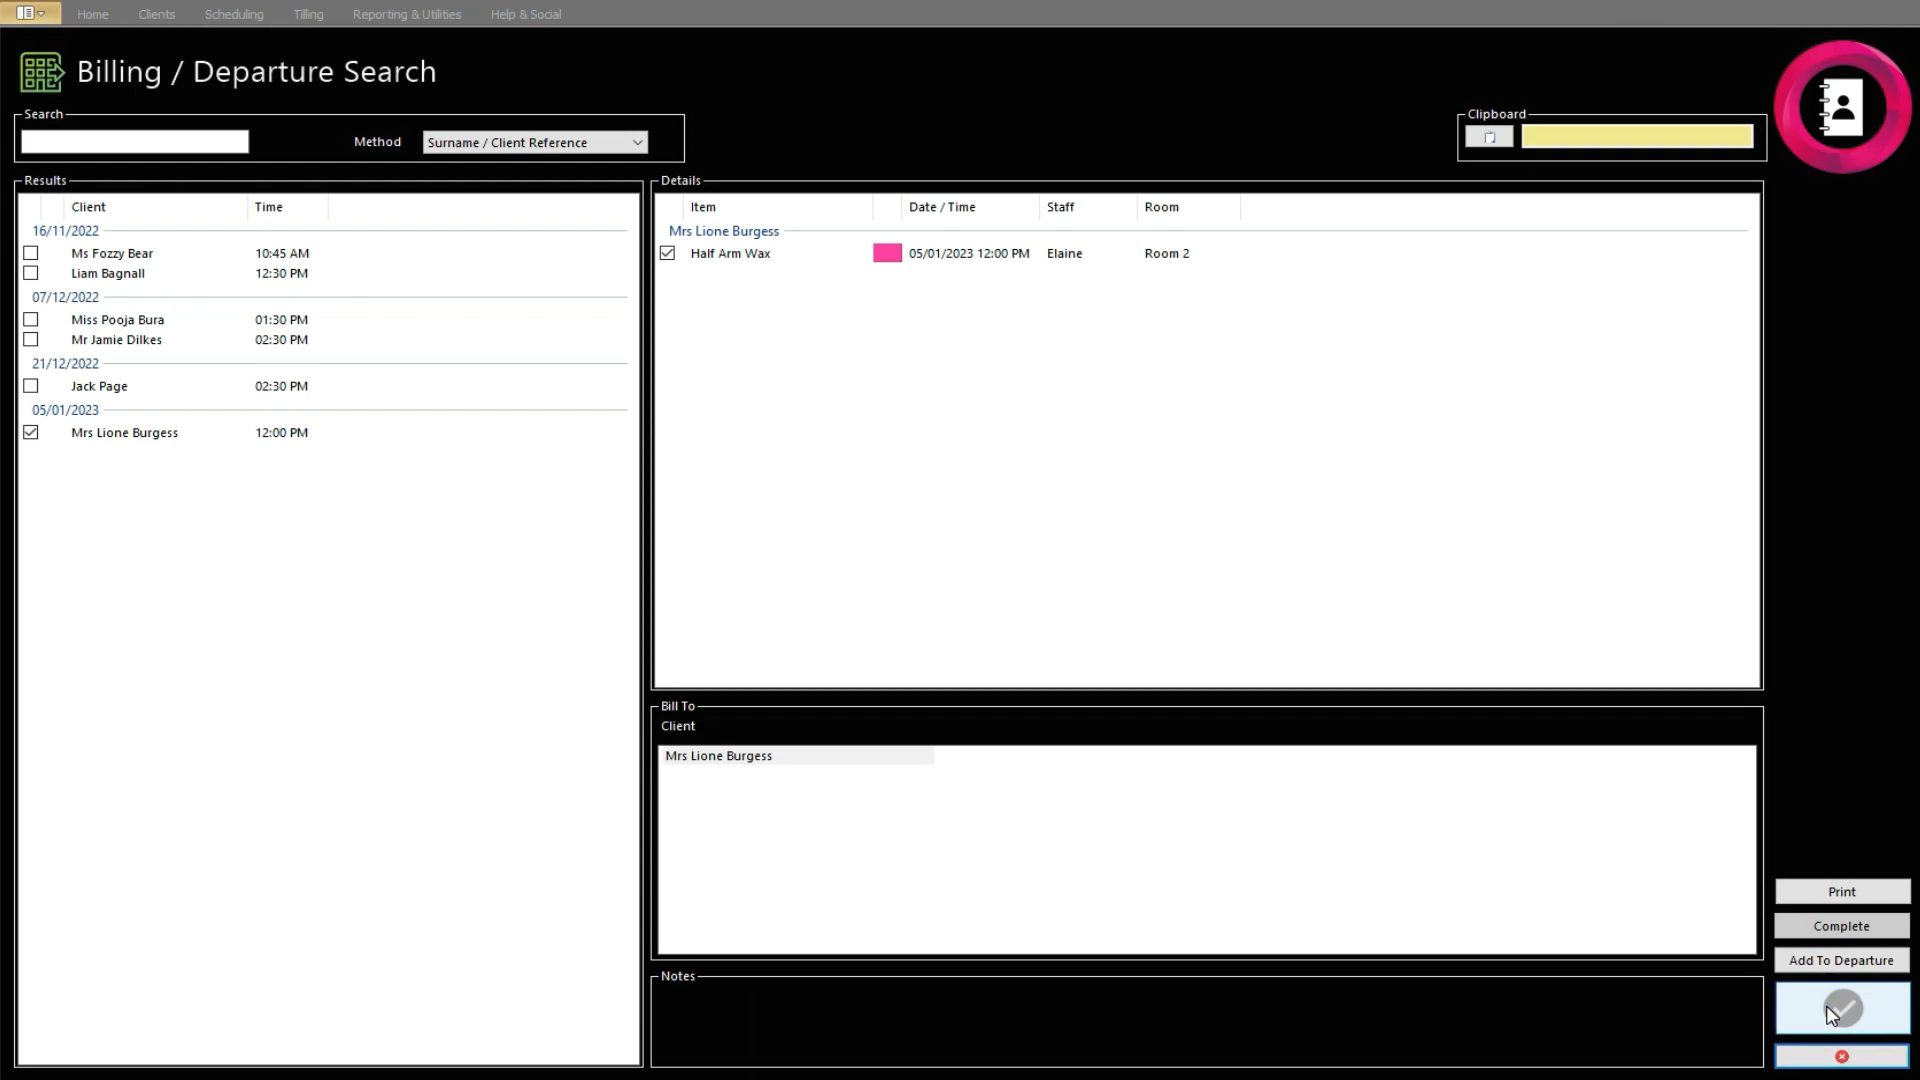 Home Clients Scheduling Tilling Reporting & Utilities Help & Social
Billing / Departure Search
Search
Method Surname / Client Reference
Clipboard
Results
Client Time
16/11/2022
Ms Fozzy Bear 10:45 AM
Liam Bagnall 12:30 PM
07/12/2022
Miss Pooja Bura 01:30 PM
Mr Jamie Dilkes 02:30 PM
21/12/2022
Jack Page 02:30 PM
05/01/2023
Mrs Lione Burgess 12:00 PM
Details
Item Date / Time Staff Room
Mrs Lione Burgess
Half Arm Wax 05/01/2023 12:00 PM Elaine Room 2
Bill To
Client
Mrs Lione Burgess
Notes
Print
Complete
Add To Departure